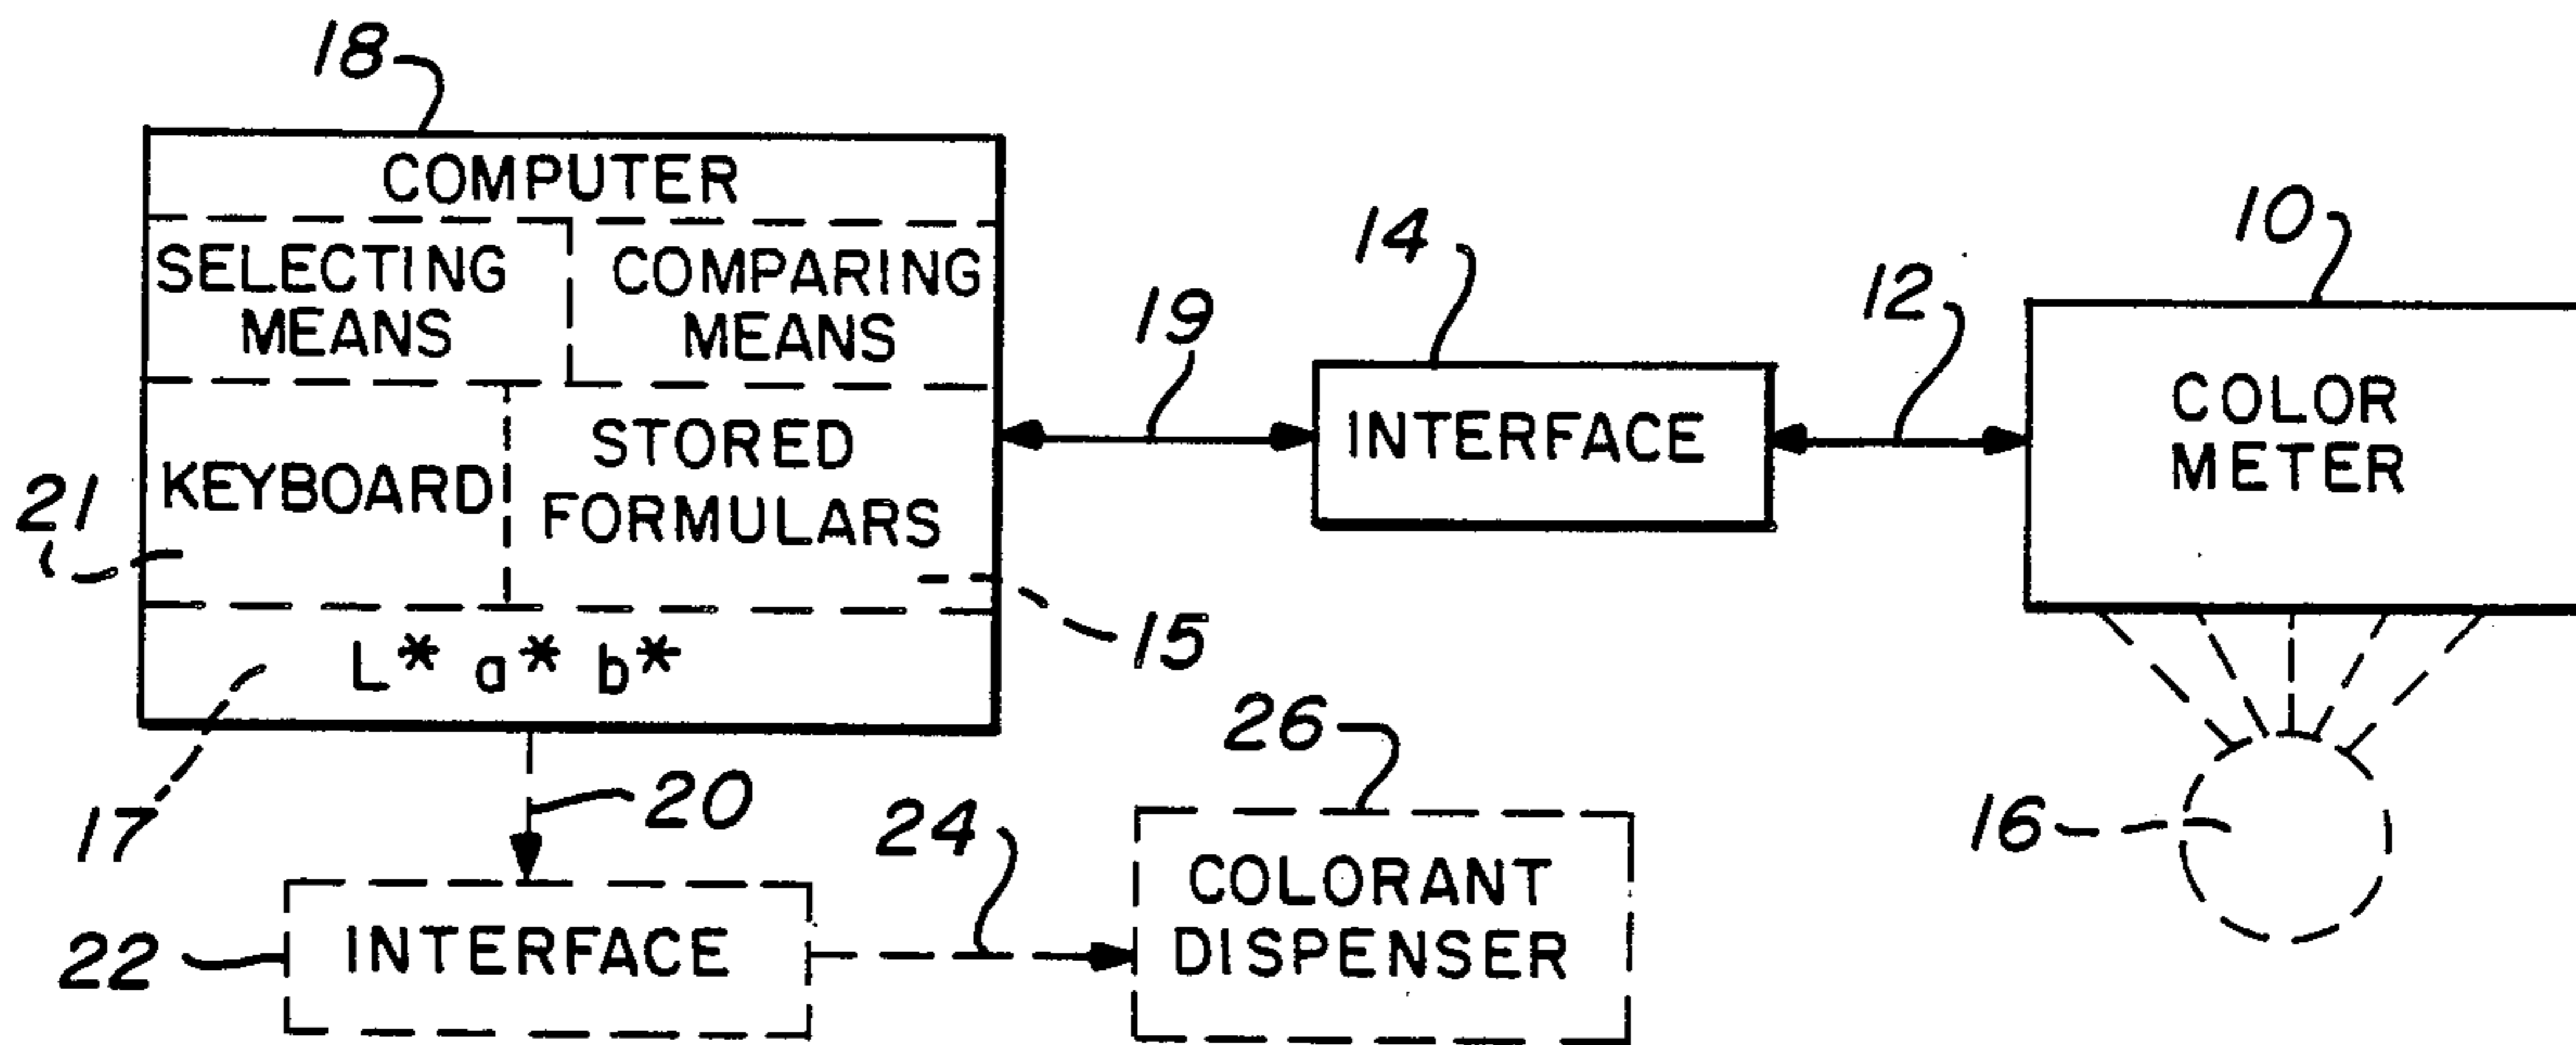 18
COMPUTER
SELECTING
MEANS
COMPARING
MEANS
KEYBOARD
STORED
FORMULARS
L* a* b*
21
15
17
19
14
INTERFACE
12
10
COLOR
METER
16
20
22
INTERFACE
24
26
COLORANT
DISPENSER